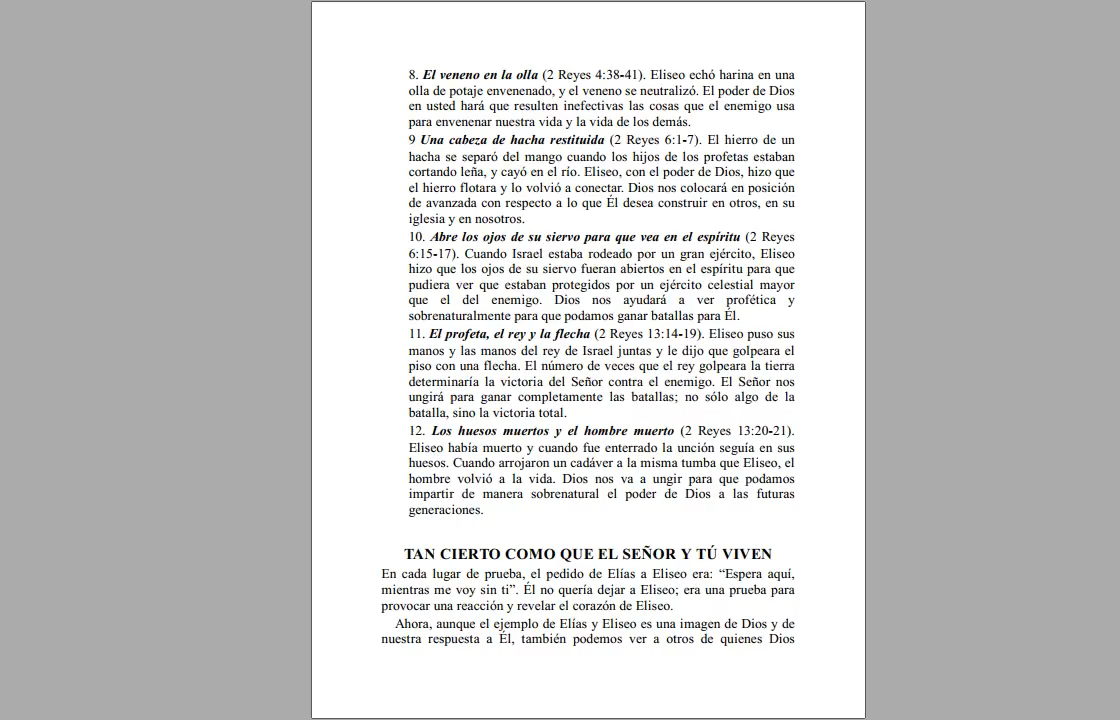 8. El veneno en la olla (2 Reyes 4:38-41). Eliseo echó harina en una
olla de potaje envenenado, y el veneno se neutralizó. El poder de Dios
en usted hará que resulten inefectivas las cosas que el enemigo usa
para envenenar nuestra vida y la vida de los demás.
9 Una cabeza de hacha restituida (2 Reyes 6:1-7). El hierro de un
hacha se separó del mango cuando los hijos de los profetas estaban
cortando leña, y cayó en el río. Eliseo, con el poder de Dios, hizo que
el hierro flotara y lo volvió a conectar. Dios nos colocará en posición
de avanzada con respecto a lo que Él desea construir en otros, en su
iglesia y en nosotros.
10. Abre los ojos de su siervo para que vea en el espíritu (2 Reyes
6:15-17). Cuando Israel estaba rodeado por un gran ejército, Eliseo
hizo que los ojos de su siervo fueran abiertos en el espíritu para que
pudiera ver que estaban protegidos por un ejército celestial mayor
que el del enemigo. Dios nos ayudará a ver profética y
sobrenaturalmente para que podamos ganar batallas para Él.
11. El profeta, el rey y la flecha (2 Reyes 13:14-19). Eliseo puso sus
manos y las manos del rey de Israel juntas y le dijo que golpeara el
piso con una flecha. El número de veces que el rey golpeara la tierra
determinaría la victoria del Señor contra el enemigo. El Señor nos
ungirá para ganar completamente las batallas; no sólo algo de la
batalla, sino la victoria total.
12. Los huesos muertos y el hombre muerto (2 Reyes 13:20-21).
Eliseo había muerto y cuando fue enterrado la unción seguía en sus
huesos. Cuando arrojaron un cadáver a la misma tumba que Eliseo, el
hombre volvió a la vida. Dios nos va a ungir para que podamos
impartir de manera sobrenatural el poder de Dios a las futuras
generaciones.
TAN CIERTO COMO QUE EL SEÑOR Y TÚ VIVEN
En cada lugar de prueba, el pedido de Elías a Eliseo era: “Espera aquí,
mientras me voy sin ti”. Él no quería dejar a Eliseo; era una prueba para
provocar una reacción y revelar el corazón de Eliseo.
Ahora, aunque el ejemplo de Elías y Eliseo es una imagen de Dios y de
nuestra respuesta a Él, también podemos ver a otros de quienes Dios